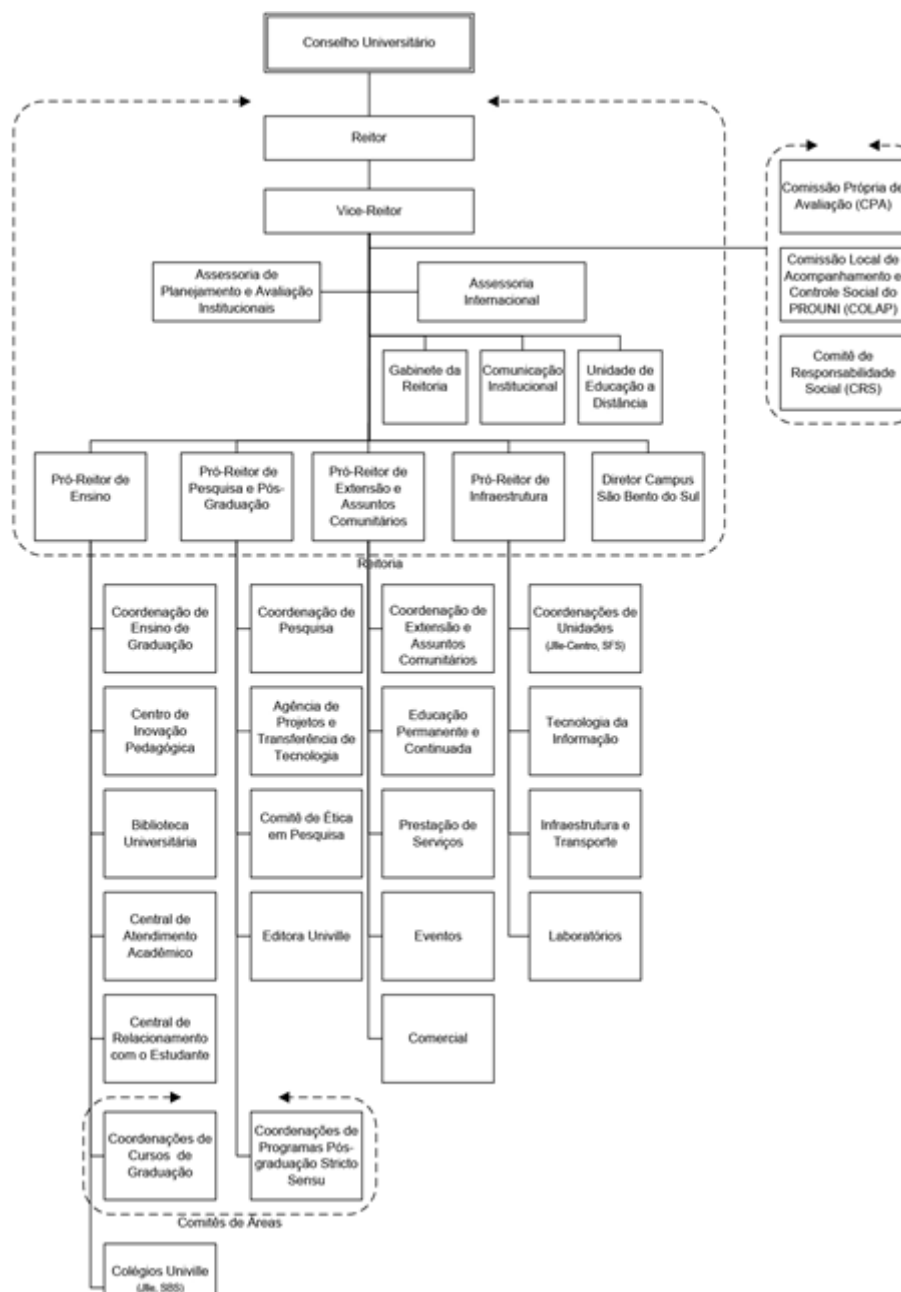 Conselho Universitário
Reitor
Vice-Reitor
Comissão Própria de
Avaliação (CPA)
Comissão Local de
Acompanhamento e
Controle Social do
PROUNI (COLAP)
Comitê de
Responsabilidade
Social (CRS)
Assessoria de
Planejamento e Avaliação
Institucionais
Assessoria
Internacional
Gabinete da
Reitoria
Comunicação
Institucional
Unidade de
Educação a
Distância
Pró-Reitor de
Ensino
Pró-Reitor de
Pesquisa e Pós-
Graduação
Pró-Reitor de
Extensão e
Assuntos
Comunitários
Pró-Reitor de
Infraestrutura
Diretor Campus
São Bento do Sul
Reitoria
Coordenação de
Ensino de
Graduação
Coordenação de
Pesquisa
Coordenação de
Extensão e
Assuntos
Comunitários
Coordenações de
Unidades
(Jlle-Centro, SFS)
Centro de
Inovação
Pedagógica
Agência de
Projetos e
Transferência de
Tecnologia
Educação
Permanente e
Continuada
Tecnologia da
Informação
Biblioteca
Universitária
Comitê de Ética
em Pesquisa
Prestação de
Serviços
Infraestrutura e
Transporte
Central de
Atendimento
Acadêmico
Editora Univille
Eventos
Laboratórios
Central de
Relacionamento
com o Estudante
Comercial
Coordenações de
Cursos de
Graduação
Coordenações de
Programas Pós-
graduação Stricto
Sensu
Comitês de Áreas
Colégios Univille
(Jlle, SBS)